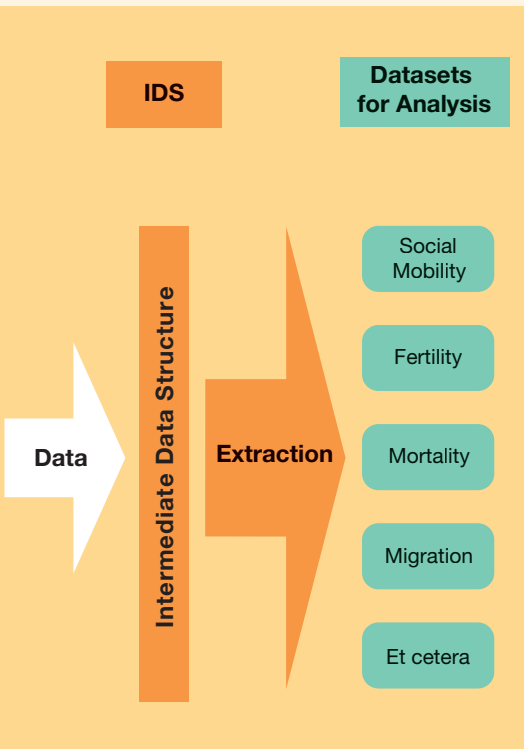 IDS
Datasets
for Analysis
Data
Intermediate Data Structure
Extraction
Social
Mobility
Fertility
Mortality
Migration
Et cetera